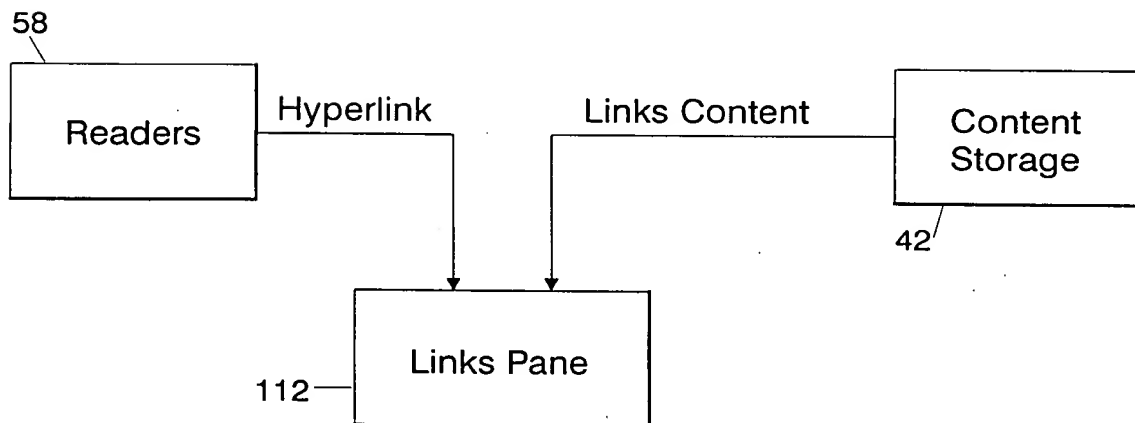 58
Readers
Hyperlink
Links Content
Content
Storage
42
Links Pane
112